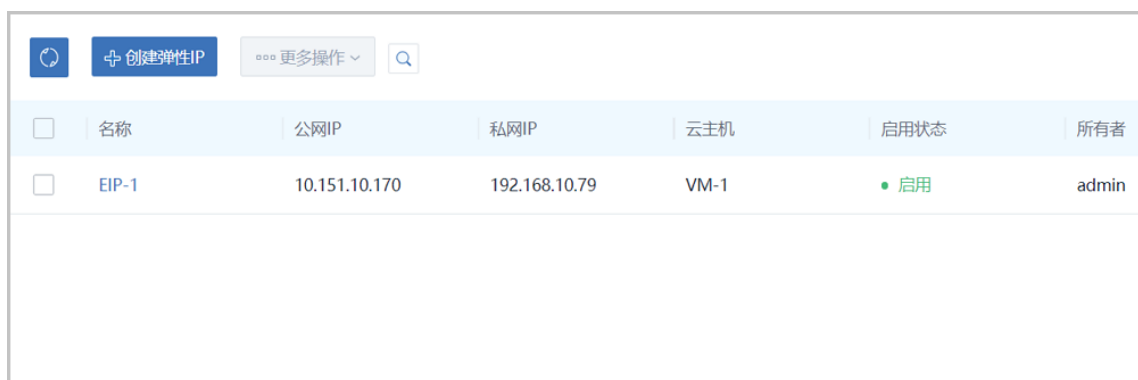 创建弹性IP 更多操作
名称 公网IP 私网IP 云主机 启用状态 所有者
EIP-1 10.151.10.170 192.168.10.79 VM-1 启用 admin